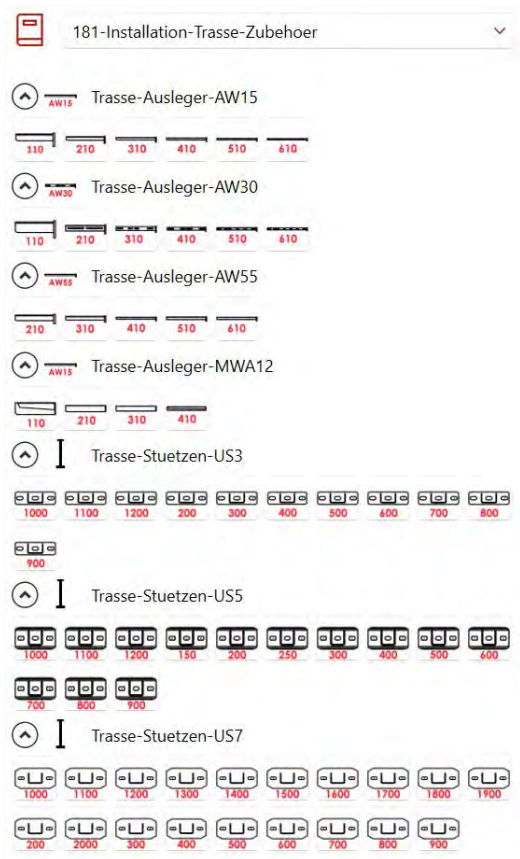 181-Installation-Trasse-Zubehoer
AW15 Trasse-Ausleger-AW15
110 210 310 410 510 610
AW30 Trasse-Ausleger-AW30
110 210 310 410 510 610
AW55 Trasse-Ausleger-AW55
210 310 410 510 610
AW15 Trasse-Ausleger-MWA12
110 210 310 410
Trasse-Stuetzen-US3
1000 1100 1200 200 300 400 500 600 700 800
900
Trasse-Stuetzen-US5
1000 1100 1200 150 200 250 300 400 500 600
700 800 900
Trasse-Stuetzen-US7
1000 1100 1200 1300 1400 1500 1600 1700 1800 1900
200 2000 300 400 500 600 700 800 900